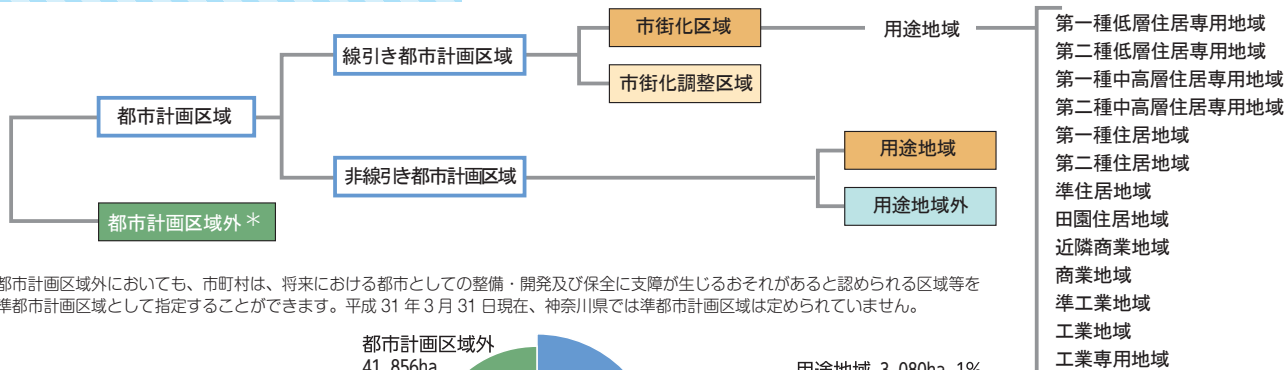 市街化区域
用途地域
線引き都市計画区域
市街化調整区域
都市計画区域
用途地域
非線引き都市計画区域
用途地域外
都市計画区域外＊
第一種低層住居専用地域
第二種低層住居専用地域
第一種中高層住居専用地域
第二種中高層住居専用地域
第一種住居地域
第二種住居地域
準住居地域
田園住居地域
近隣商業地域
商業地域
準工業地域
工業地域
工業専用地域
都市計画区域外においても、市町村は、将来における都市としての整備・開発及び保全に支障が生じるおそれがあると認められる区域等を
準都市計画区域として指定することができます。平成 31 年 3 月 31 日現在、神奈川県では準都市計画区域は定められていません。
都市計画区域外
41,856ha
用途地域 3,080ha 1%